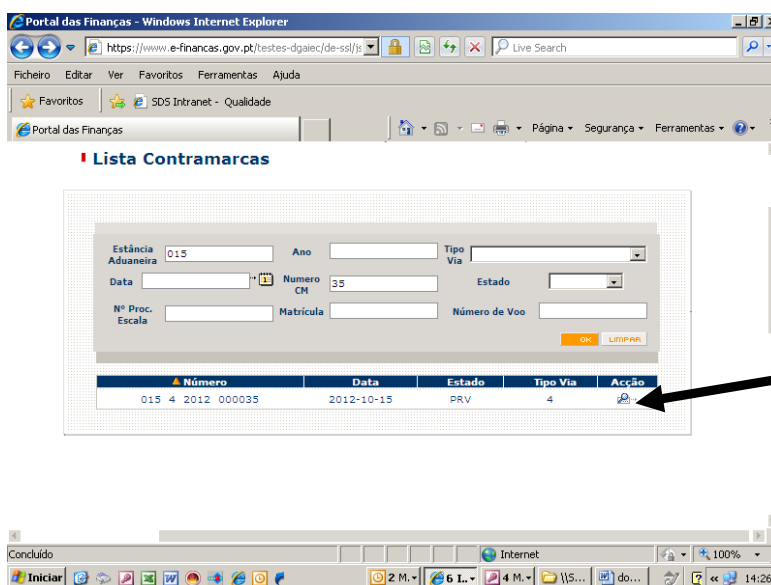 Portal das Finanças - Windows Internet Explorer
https://www.e-financas.gov.pt/testes-dgaiec/de-ssl/js
Live Search
Ficheiro Editar Ver Favoritos Ferramentas Ajuda
Favoritos SDS Intranet - Qualidade
Portal das Finanças Página Segurança Ferramentas
Lista Contramarcas
Estância Aduaneira 015 Ano Tipo Via
Data Numero CM 35 Estado
Nº Proc. Escala Matrícula Número de Voo
OK LIMPAR
Número Data Estado Tipo Via Acção
015 4 2012 000035 2012-10-15 PRV 4
Concluído Internet 100%
Iniciar 2 M. 6 I.. 4 M. \\S... do... 14:26